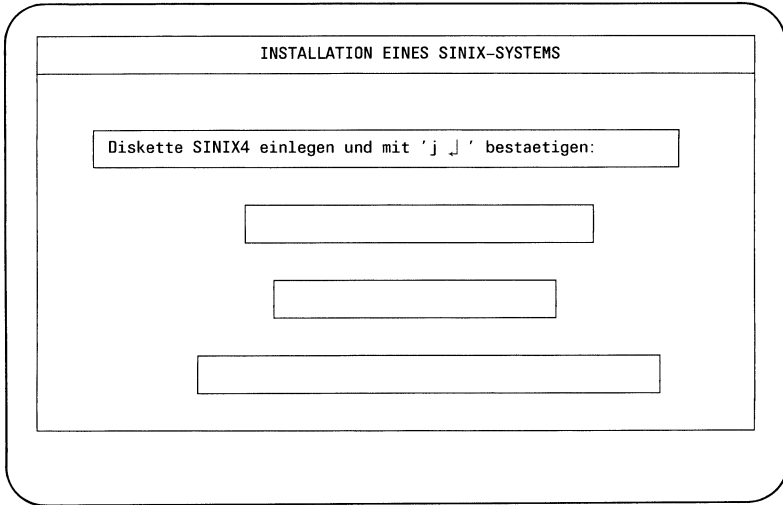 INSTALLATION EINES SINIX–SYSTEMS
Diskette SINIX4 einlegen und mit 'j ↲ ' bestaetigen: